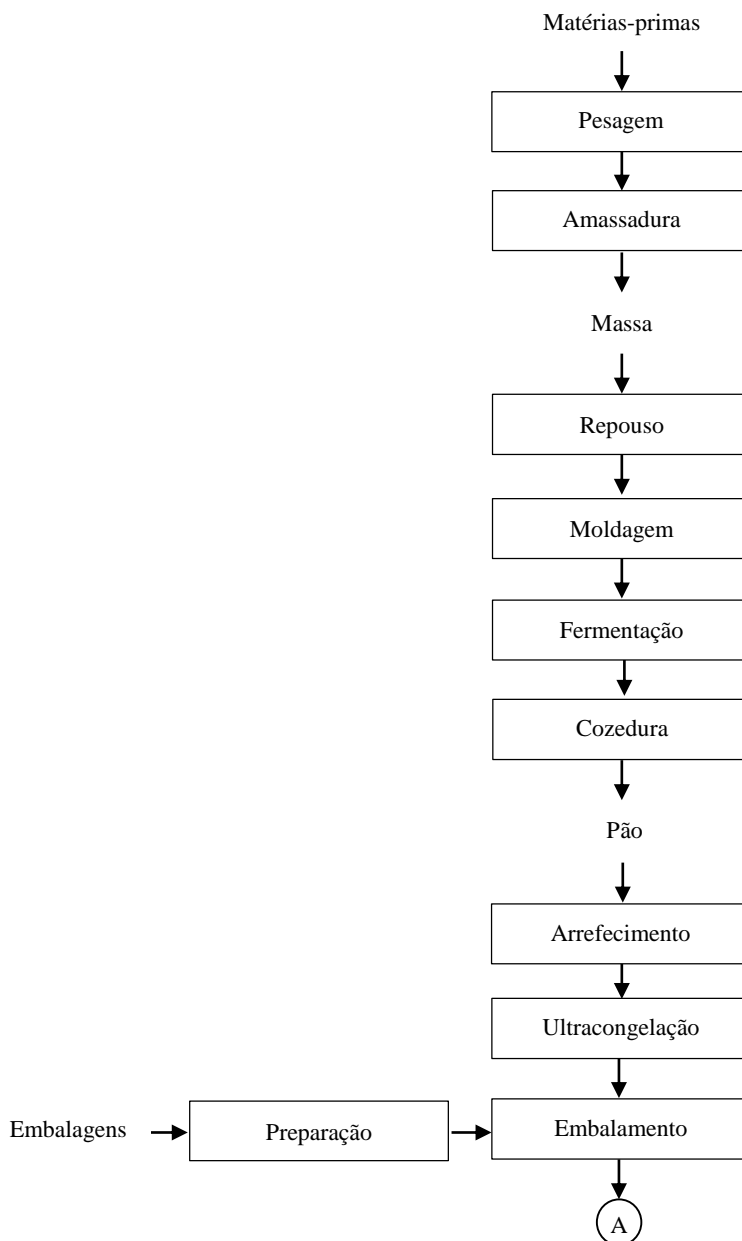 Matérias-primas
Pesagem
Amassadura
Massa
Repouso
Moldagem
Fermentação
Cozedura
Pão
Arrefecimento
Ultracongelação
Embalagens
Preparação
Embalamento
A